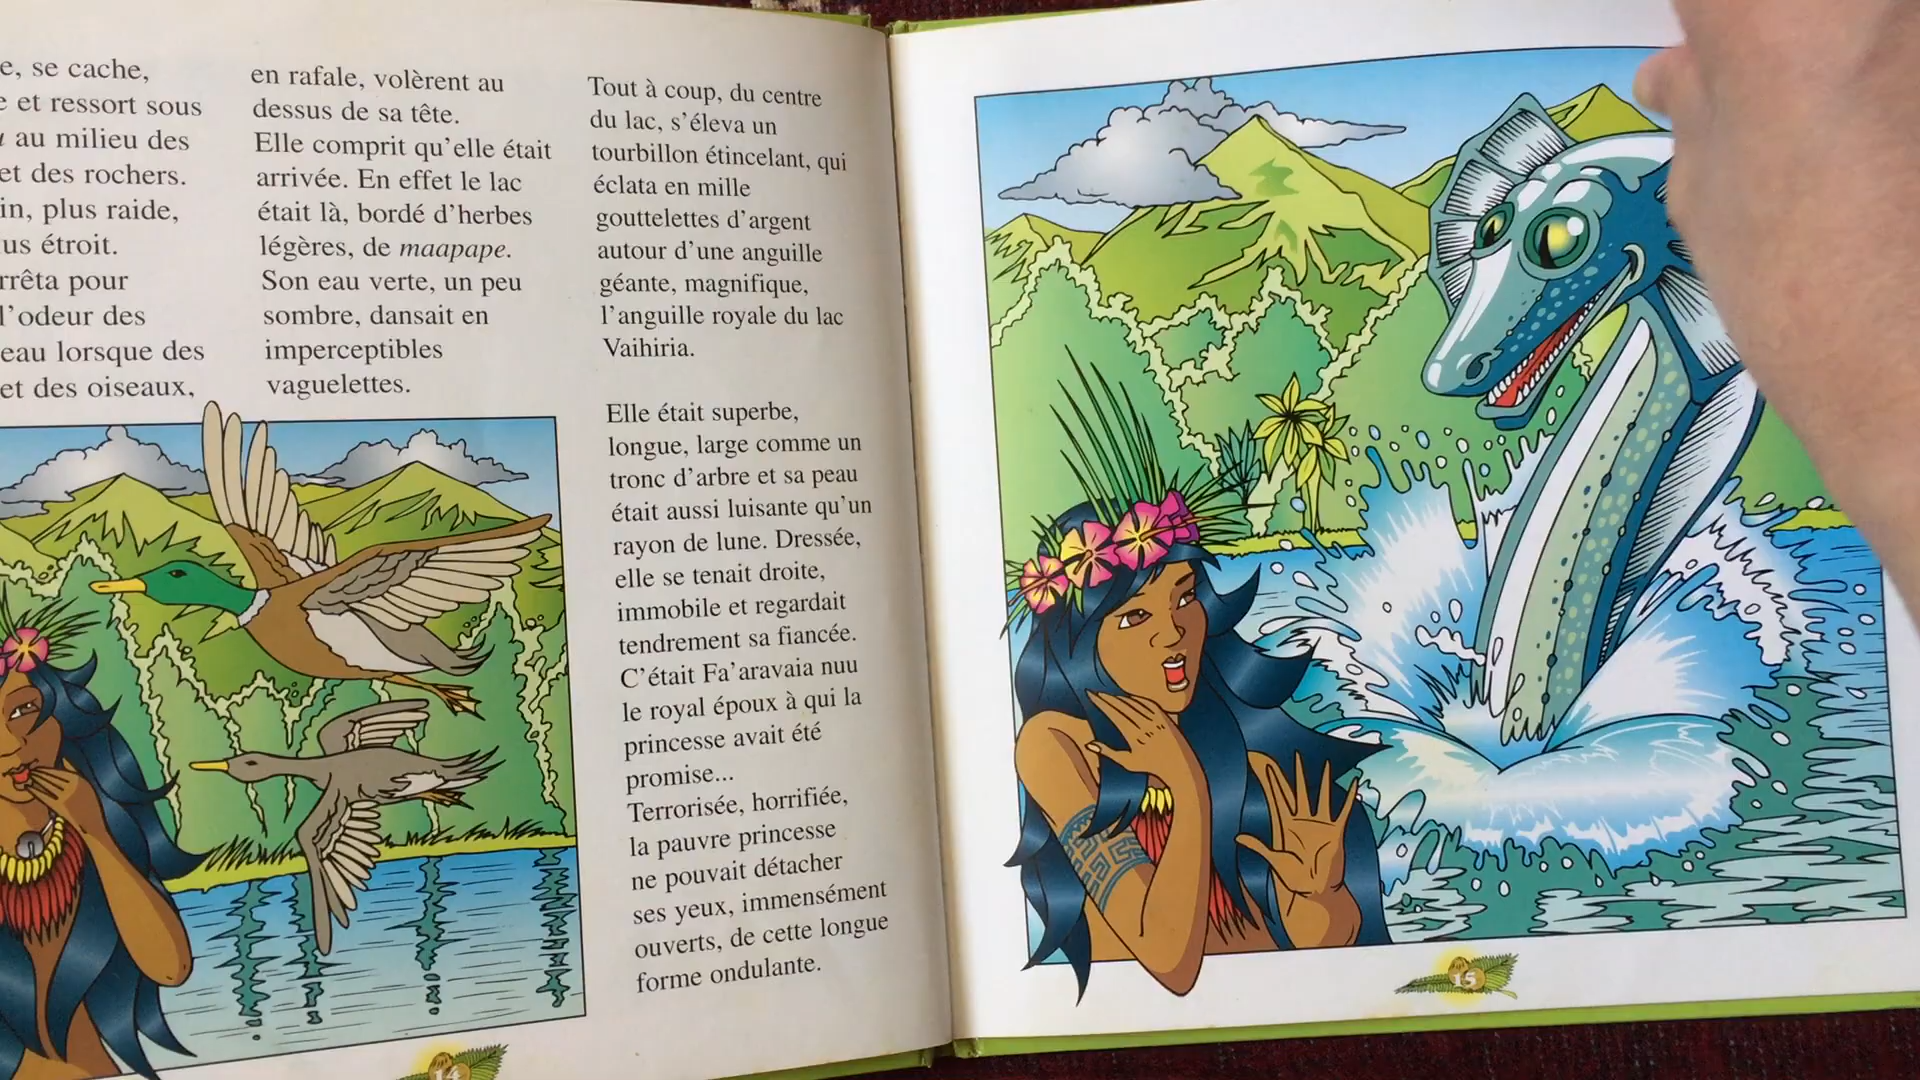 e, se cache,
et ressort sous
au milieu des
et des rochers.
plus raide,
étroit.
pour
l'odeur des
eau lorsque des
et des oiseaux,
en rafale, volèrent au
dessus de sa tête.
Elle comprit qu'elle était
arrivée. En effet le lac
était là, bordé d'herbes
légères, de maapape.
Son eau verte, un peu
sombre, dansait en
imperceptibles
vaguelettes.
Tout à coup, du centre
du lac, s'éleva un
tourbillon étincelant, qui
éclata en mille
gouttelettes d'argent
autour d'une anguille
géante, magnifique,
l'anguille royale du lac
Vaihiria.
Elle était superbe,
longue, large comme un
tronc d'arbre et sa peau
était aussi luisante qu'un
rayon de lune. Dressée,
elle se tenait droite,
immobile et regardait
tendrement sa fiancée.
C'était Fa'aravaia nuu
le royal époux à qui la
princesse avait été
promise...
Terrorisée, horrifiée,
la pauvre princesse
ne pouvait détacher
ses yeux, immensément
ouverts, de cette longue
forme ondulante.
14
15